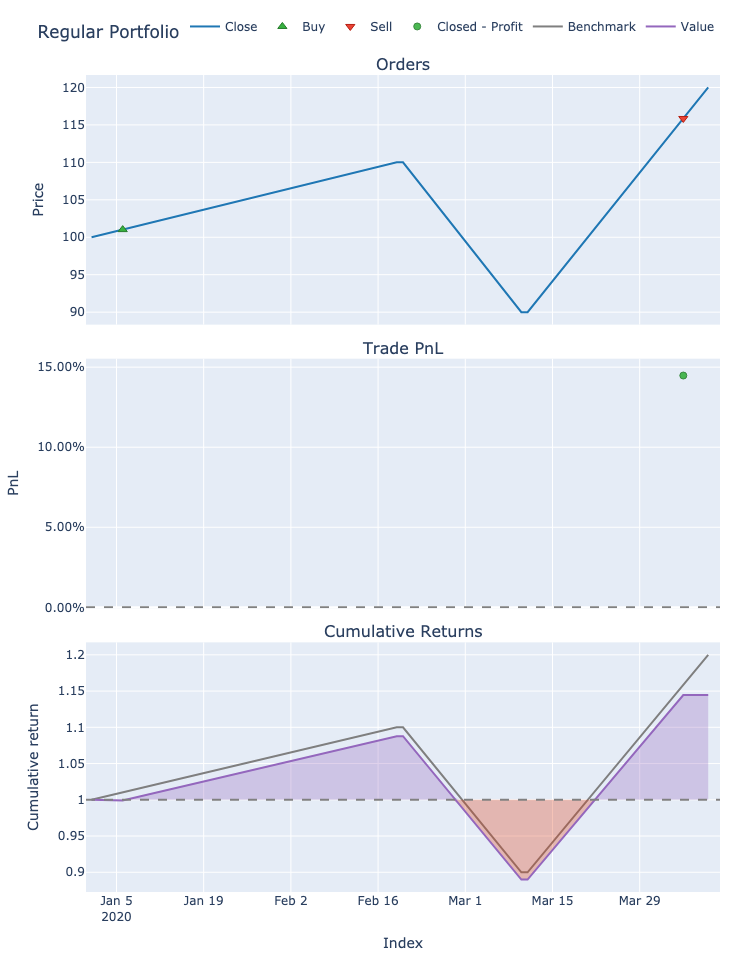 Regular Portfolio
Close
Buy
Sell
Closed - Profit
Benchmark
Value
Orders
120
115
110
105
100
95
90
Price
Trade PnL
15.00%
10.00%
5.00%
0.00%
PnL
Cumulative Returns
1.2
1.15
1.1
1.05
1
0.95
0.9
Cumulative return
Jan 5
2020
Jan 19
Feb 2
Feb 16
Mar 1
Mar 15
Mar 29
Index